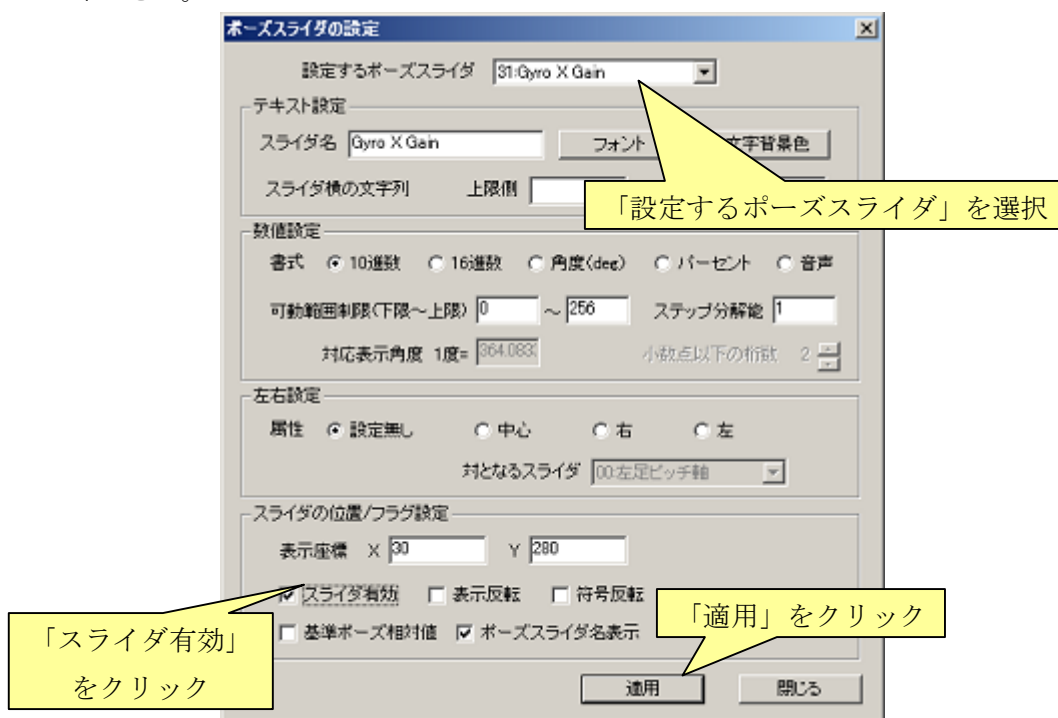 ポーズスライダの設定
設定するポーズスライダ 31:Gyro X Gain
テキスト設定
スライダ名 Gyro X Gain フォント 文字背景色
スライダ横の文字列 上限側
「設定するポーズスライダ」を選択
数値設定
書式 10進数 16進数 角度(deg) パーセント 音声
可動範囲制限(下限～上限) 0 ～ 256 ステップ分解能 1
対応表示角度 1度= 364.083 小数点以下の桁数 2
左右設定
属性 設定無し 中心 右 左
対となるスライダ 00:左足ピッチ軸
スライダの位置/フラグ設定
表示座標 X 30 Y 280
スライダ有効 表示反転 符号反転
「適用」をクリック
基準ポーズ相対値 ポーズスライダ名表示
「スライダ有効」
をクリック
適用 閉じる